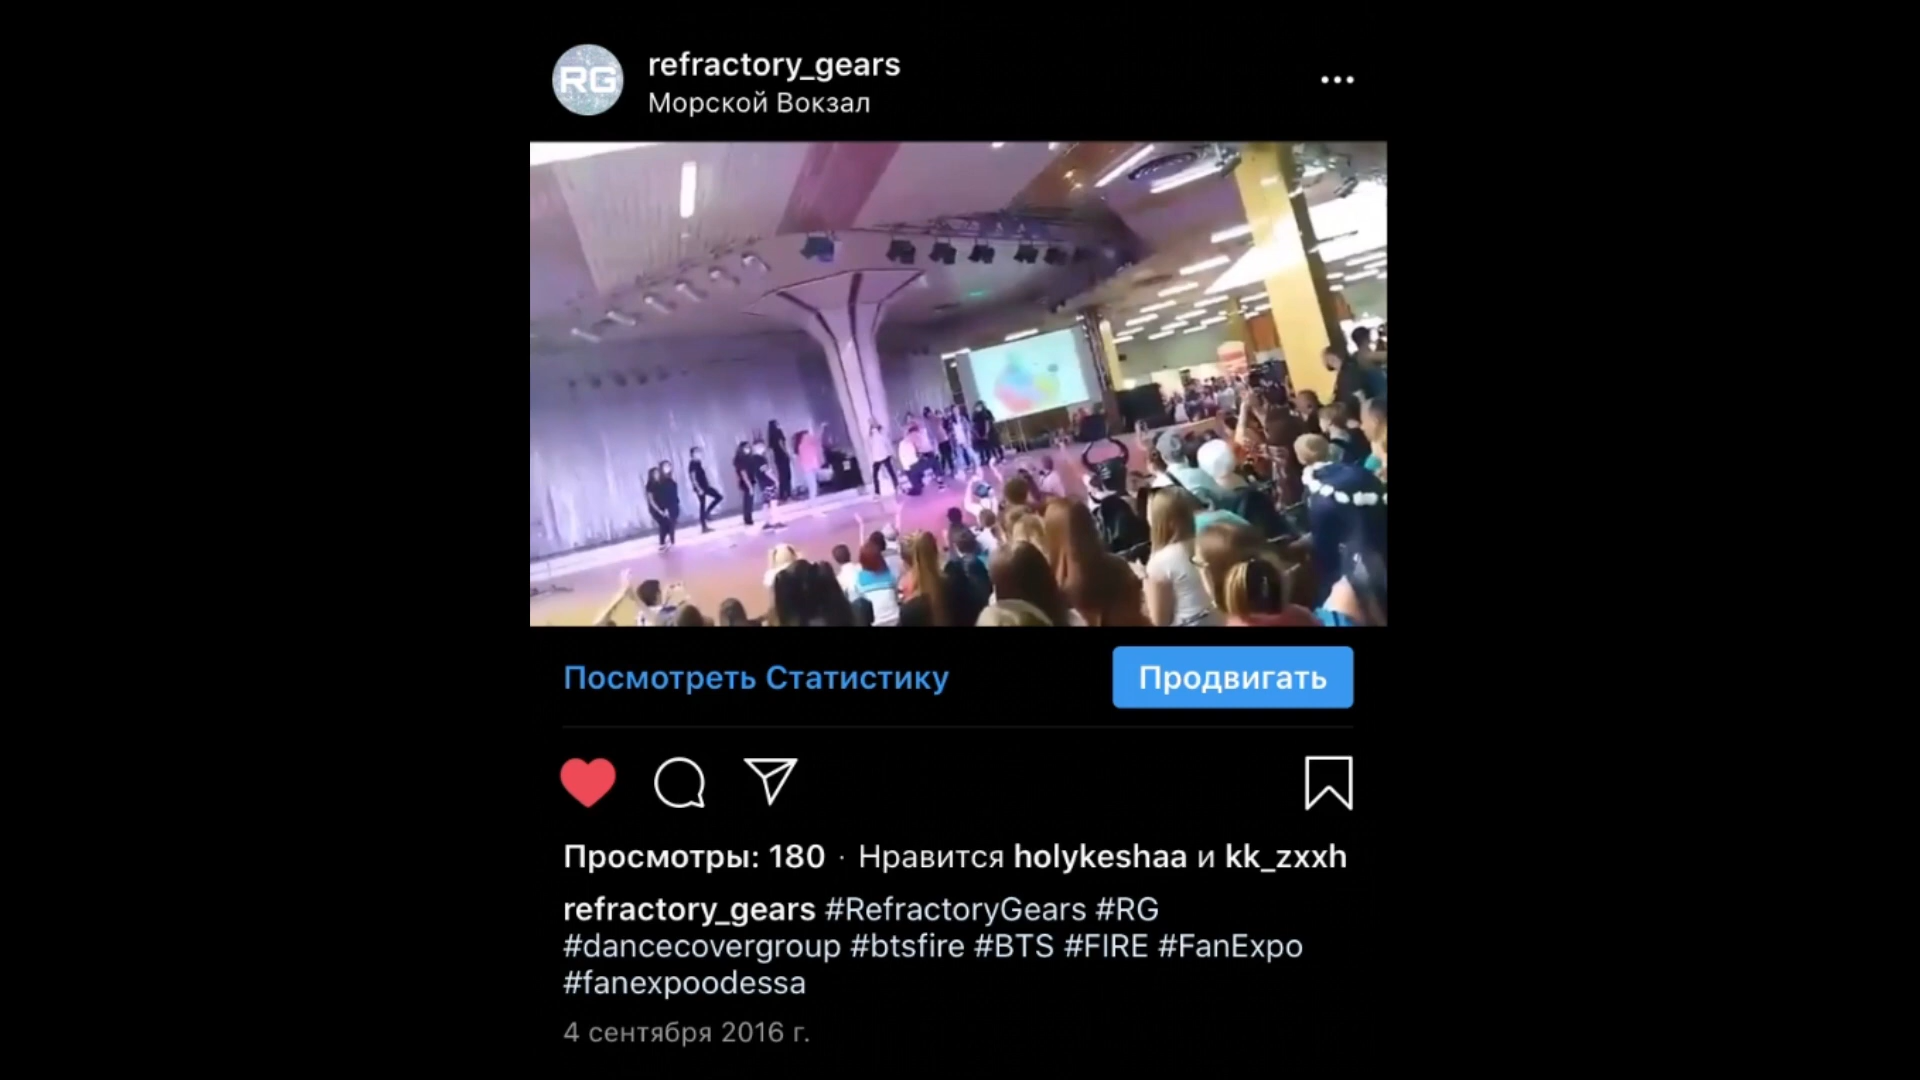 RG
refractory_gears
Морской Вокзал
Посмотреть Статистику
Продвигать
Просмотры: 180 · Нравится holykeshaa и kk_zxxh
refractory_gears #RefractoryGears #RG
#dancecovergroup #btsfire #BTS #FIRE #FanExpo
#fanexpoodessa
4 сентября 2016 г.